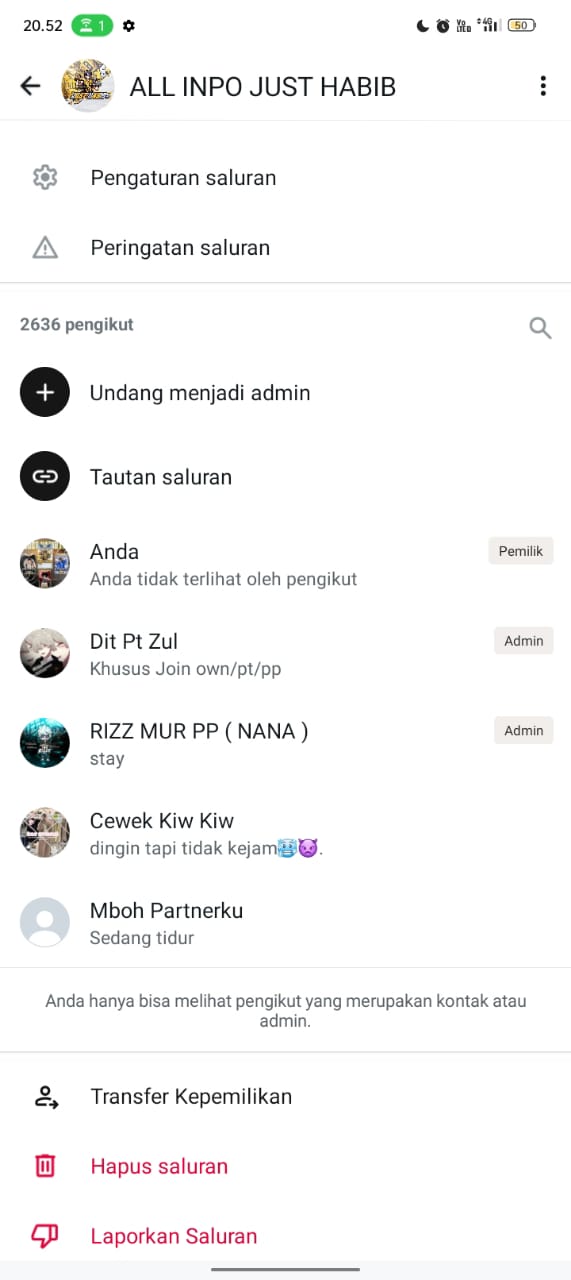 20.52
1
Vo
LTED
4G
50
ALL INPO JUST HABIB
Pengaturan saluran
Peringatan saluran
2636 pengikut
Undang menjadi admin
Tautan saluran
Anda
Pemilik
Anda tidak terlihat oleh pengikut
Dit Pt Zul
Admin
Khusus Join own/pt/pp
RIZZ MUR PP ( NANA )
Admin
stay
Cewek Kiw Kiw
dingin tapi tidak kejam🥶👿.
Mboh Partnerku
Sedang tidur
Anda hanya bisa melihat pengikut yang merupakan kontak atau
admin.
Transfer Kepemilikan
Hapus saluran
Laporkan Saluran